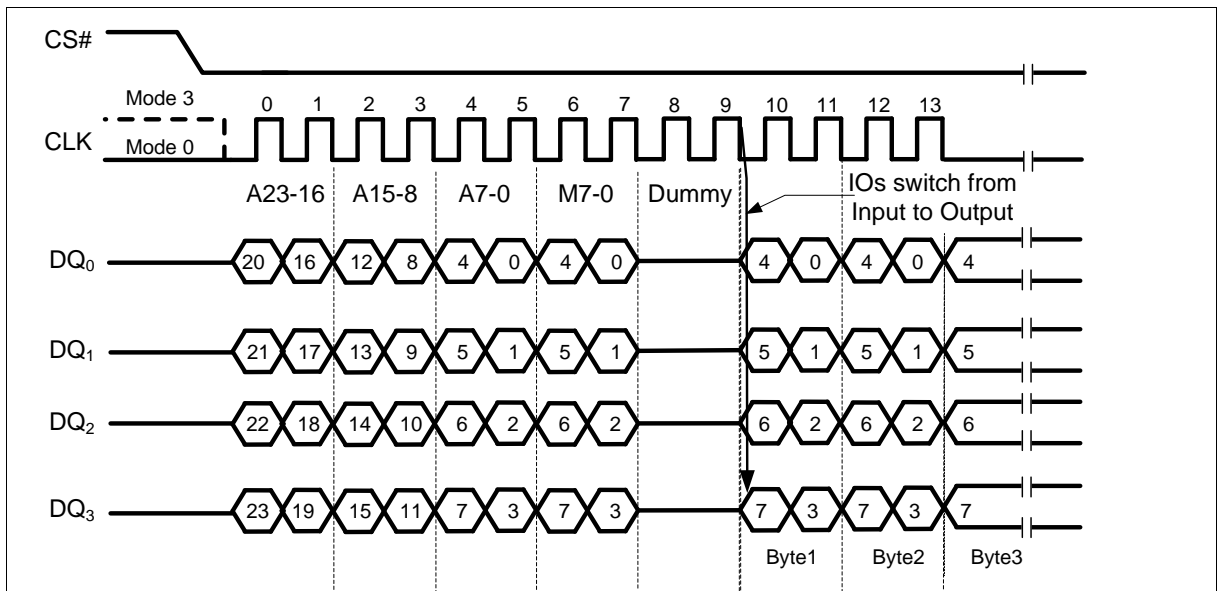 CS#
Mode 3
0 1 2 3 4 5 6 7 8 9 10 11 12 13
CLK
Mode 0
A23-16 A15-8 A7-0 M7-0 Dummy
IOs switch from
Input to Output
DQ0 20 16 12 8 4 0 4 0 4 0 4 0 4
DQ1 21 17 13 9 5 1 5 1 5 1 5 1 5
DQ2 22 18 14 10 6 2 6 2 6 2 6 2 6
DQ3 23 19 15 11 7 3 7 3 7 3 7 3 7
Byte1 Byte2 Byte3